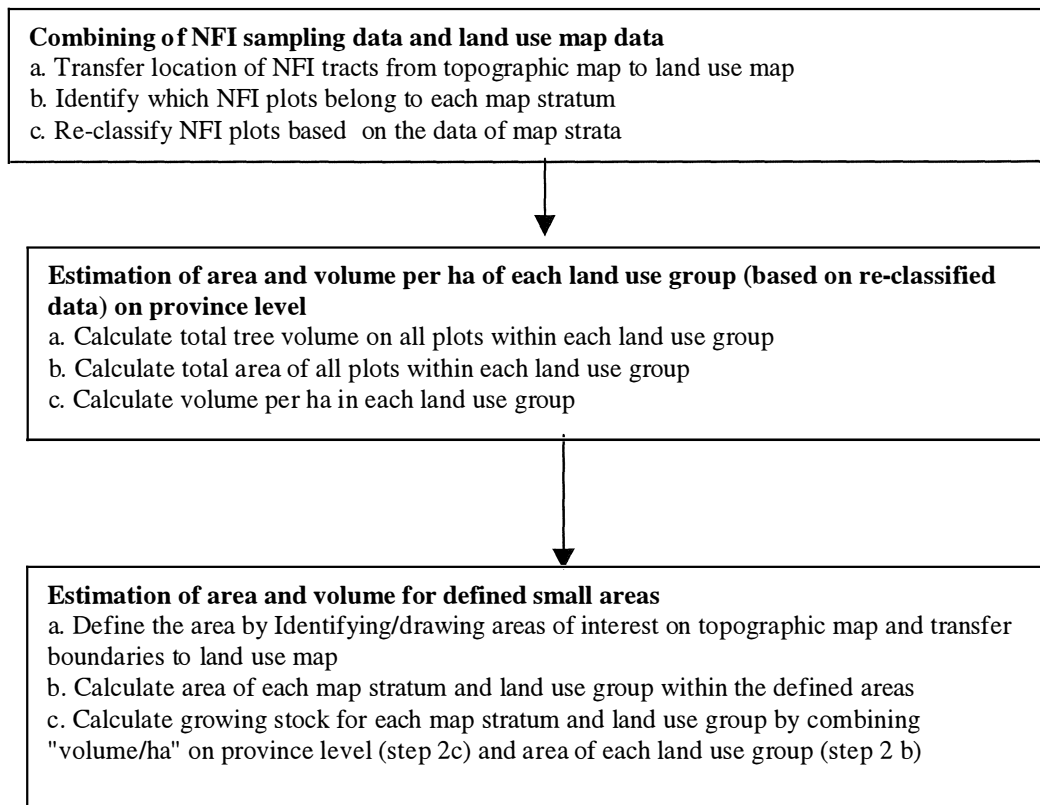 Combining of NFI sampling data and land use map data
a. Transfer location of NFI tracts from topographic map to land use map
b. Identify which NFI plots belong to each map stratum
c. Re-classify NFI plots based on the data of map strata
Estimation of area and volume per ha of each land use group (based on re-classified
data) on province level
a. Calculate total tree volume on all plots within each land use group
b. Calculate total area of all plots within each land use group
c. Calculate volume per ha in each land use group
Estimation of area and volume for defined small areas
a. Define the area by Identifying/drawing areas of interest on topographic map and transfer
boundaries to land use map
b. Calculate area of each map stratum and land use group within the defined areas
c. Calculate growing stock for each map stratum and land use group by combining
"volume/ha" on province level (step 2c) and area of each land use group (step 2 b)